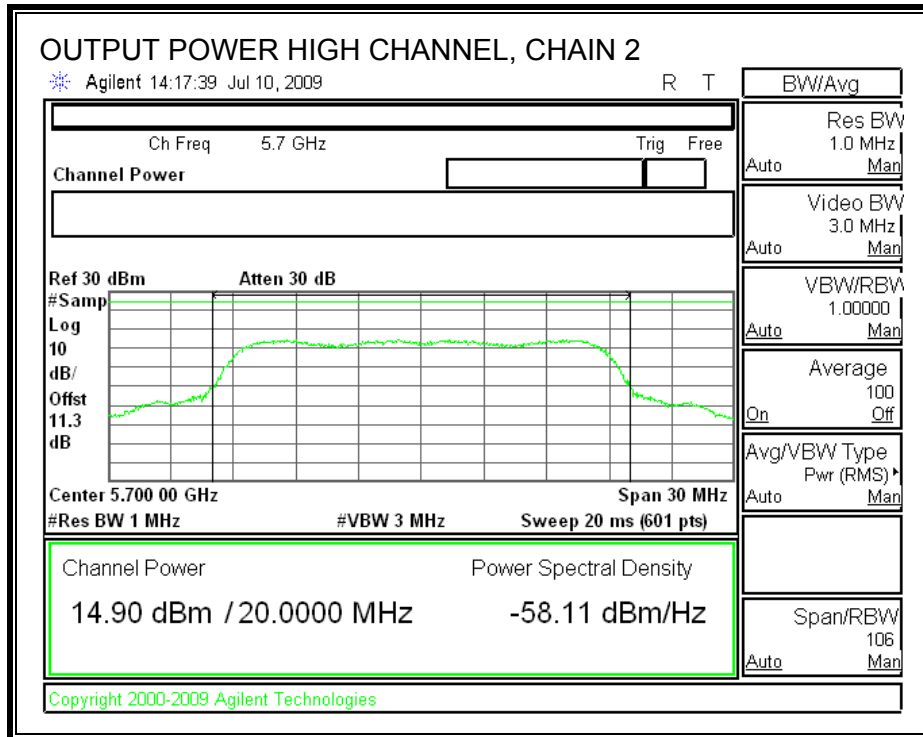 OUTPUT POWER HIGH CHANNEL, CHAIN 2
Agilent 14:17:39 Jul 10, 2009 R T
Ch Freq 5.7 GHz Trig Free
Channel Power
Ref 30 dBm Atten 30 dB
#Samp
Log
10
dB/
Offst
11.3
dB
Center 5.700 00 GHz Span 30 MHz
#Res BW 1 MHz #VBW 3 MHz Sweep 20 ms (601 pts)
Channel Power Power Spectral Density
14.90 dBm / 20.0000 MHz -58.11 dBm/Hz
Copyright 2000-2009 Agilent Technologies
BW/Avg
Res BW
1.0 MHz
Auto Man
Video BW
3.0 MHz
Auto Man
VBW/RBW
1.00000
Auto Man
Average
100
On Off
Avg/VBW Type
Pwr (RMS)
Auto Man
Span/RBW
106
Auto Man